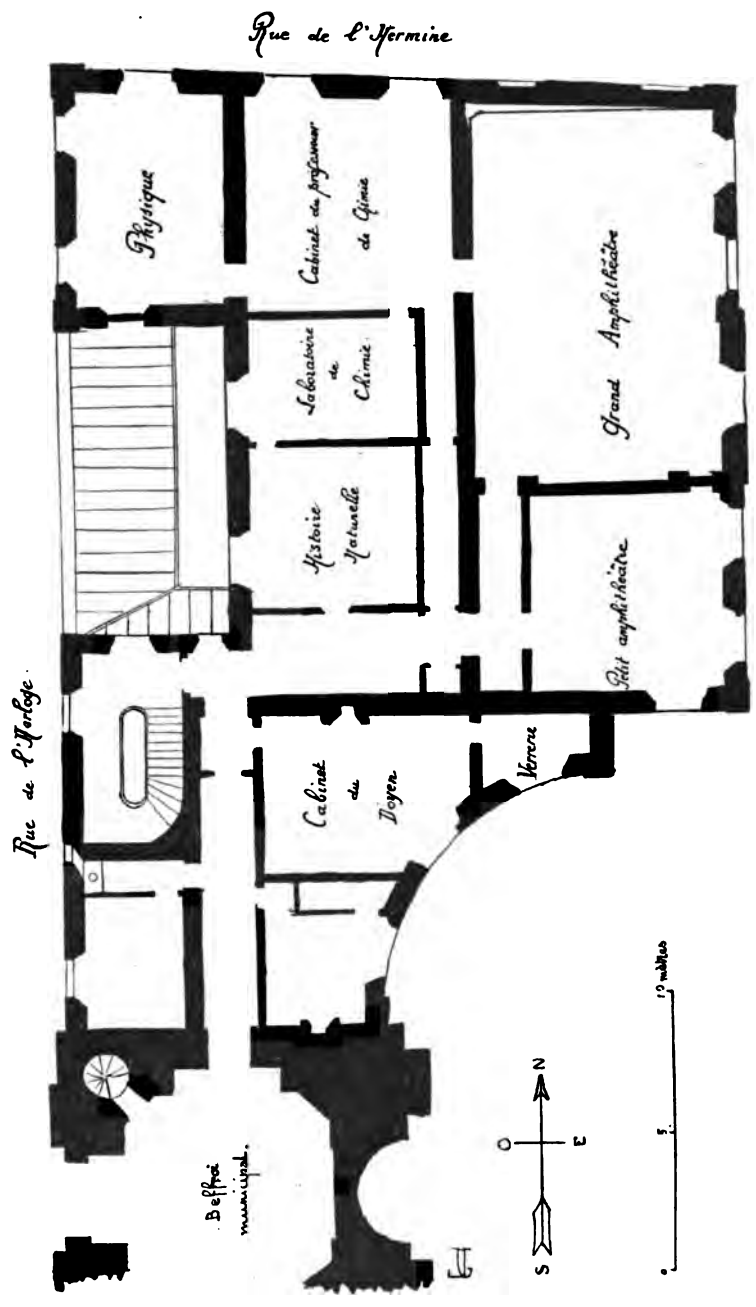 Rue de l'Hermine
Physique
Cabinet du professeur
de Chimie
Laboratoire
de
Chimie.
Grand Amphithéâtre
Histoire
Naturelle
Petit amphithéâtre
Rue de l'Horloge.
Cabinet
du
Doyen
Verrerie
Beffroi
municipal.
O
S
N
E
0
5
10 mètres